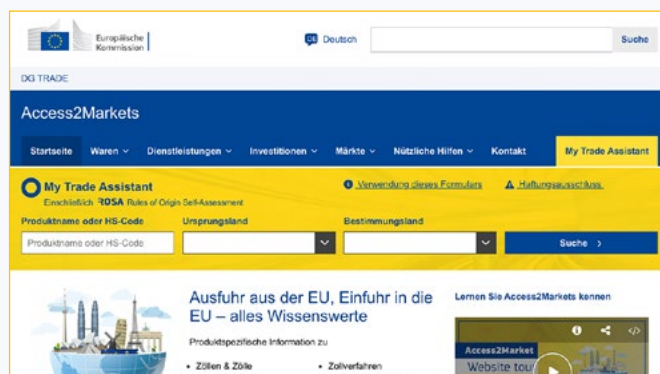 Europäische
Kommission
DE Deutsch
Suche
DG TRADE
Access2Markets
Startseite Waren Dienstleistungen Investitionen Märkte Nützliche Hilfen Kontakt My Trade Assistant
My Trade Assistant
Einschließlich ROSA Rules of Origin Self-Assessment
Verwendung dieses Formulars Haftungsausschluss
Produktname oder HS-Code Ursprungsland Bestimmungsland
Produktname oder HS-Code
Suche
Ausfuhr aus der EU, Einfuhr in die
EU – alles Wissenswerte
Produktspezifische Information zu
• Zöllen & Zölle • Zollverfahren
Lernen Sie Access2Markets kennen
Access2Market
Website tour